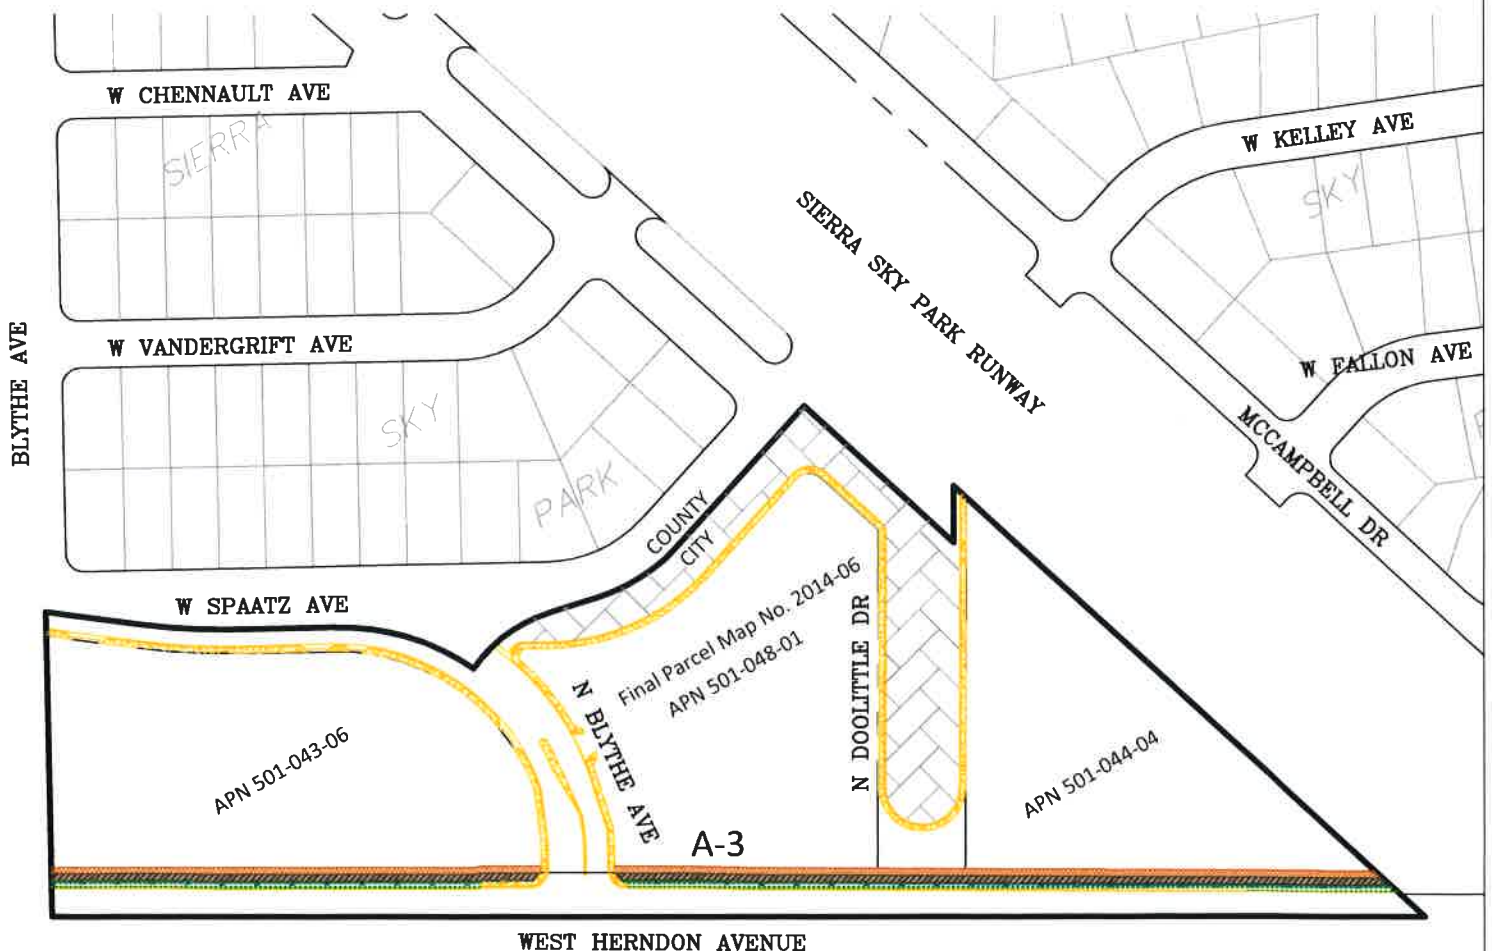 W CHENNAULT AVE
SIERRA
W KELLEY AVE
SKY
SIERRA SKY PARK RUNWAY
BLYTHE AVE
W VANDERGRIFT AVE
W FALLON AVE
SKY
MCCAMPBELL DR
PARK
COUNTY
CITY
W SPAATZ AVE
Final Parcel Map No. 2014-06
APN 501-048-01
N DOOLITTLE DR
N BLYTHE AVE
APN 501-043-06
APN 501-044-04
A-3
WEST HERNDON AVENUE